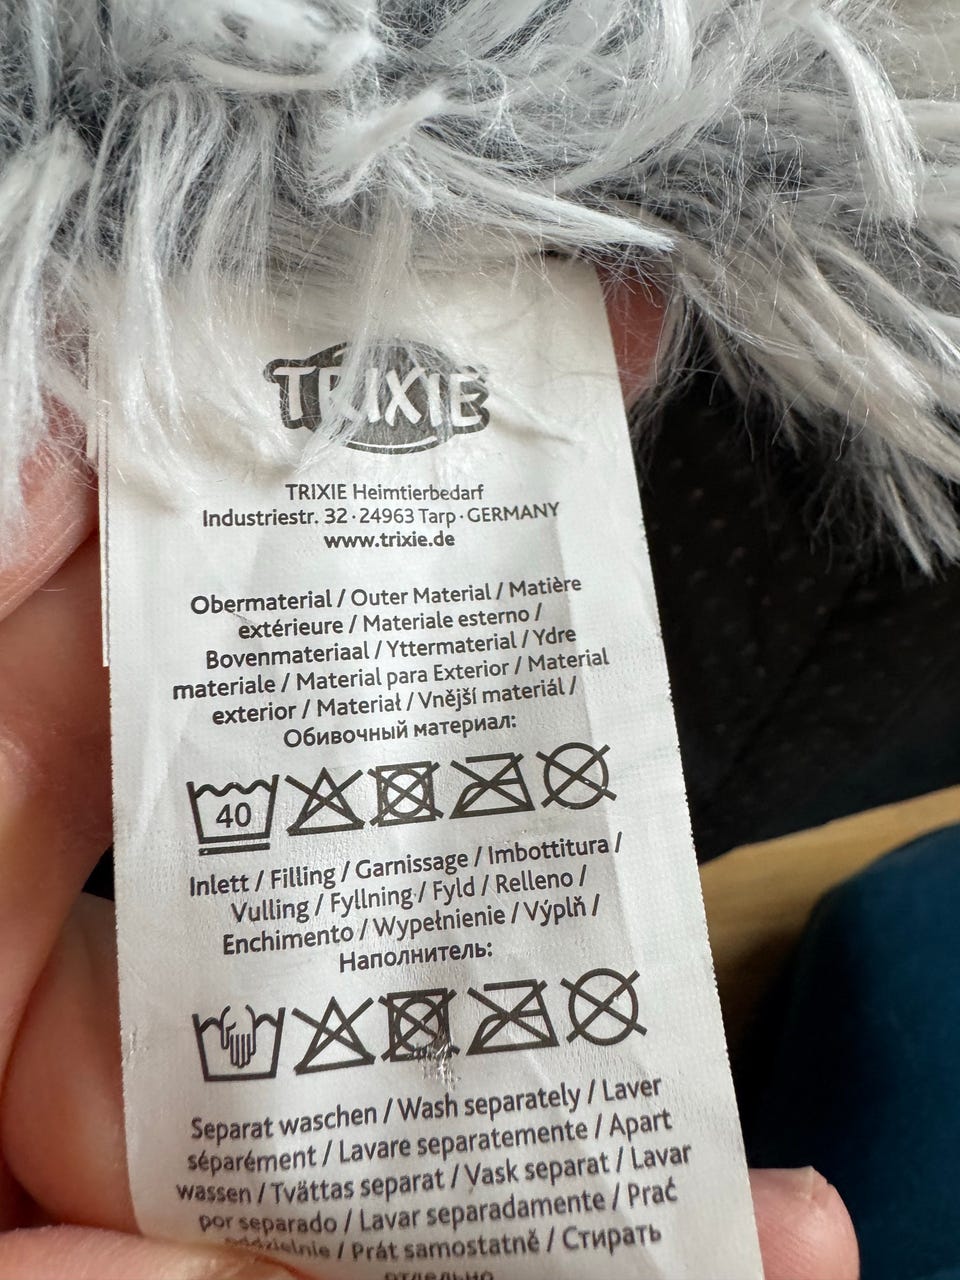 TRIXIE
TRIXIE Heimtierbedarf
Industriestr. 32 · 24963 Tarp · GERMANY
www.trixie.de
Obermaterial / Outer Material / Matière
extérieure / Materiale esterno /
Bovenmateriaal / Yttermaterial / Ydre
materiale / Material para Exterior / Material
exterior / Materiał / Vnější materiál /
Обивочный материал:
40
Inlett / Filling / Garnissage / Imbottitura /
Vulling / Fyllning / Fyld / Relleno /
Enchimento / Wypełnienie / Výplň /
Наполнитель:
Separat waschen / Wash separately / Laver
séparément / Lavare separatemente / Apart
wassen / Tvättas separat / Vask separat / Lavar
por separado / Lavar separadamente / Prać
oddzielnie / Prát samostatně / Стирать
отдельно